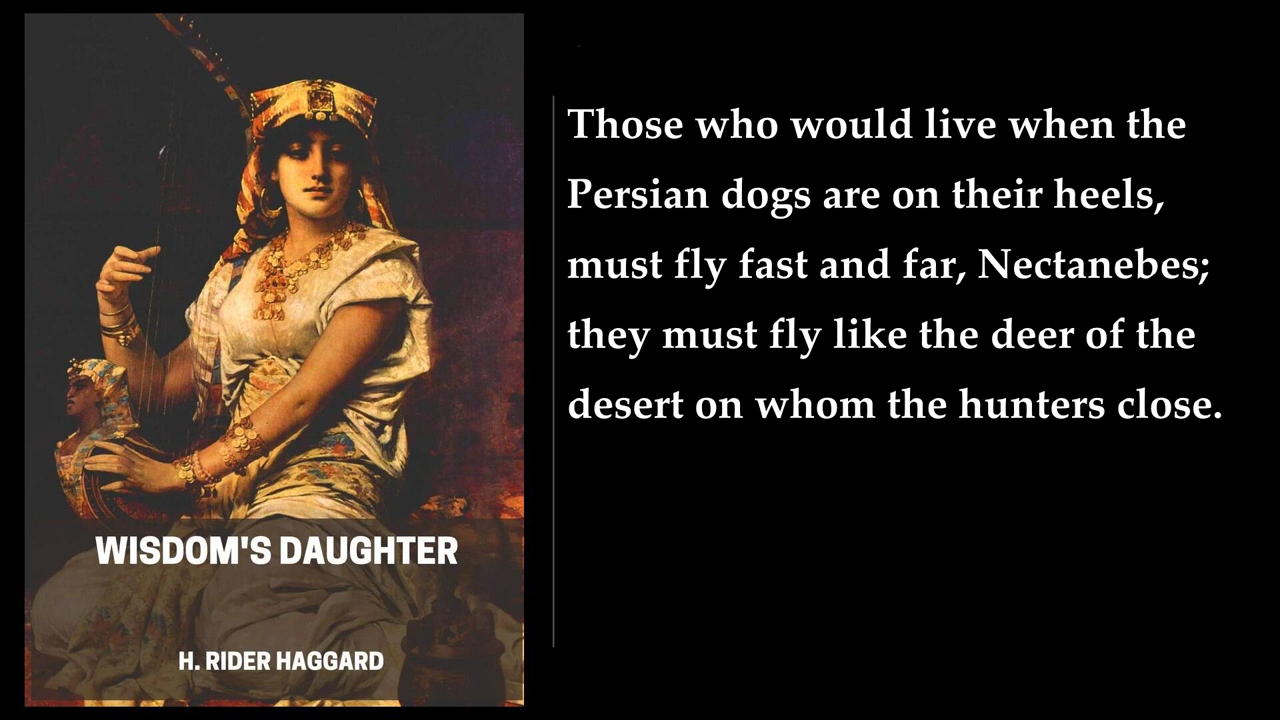 WISDOM'S DAUGHTER
H. RIDER HAGGARD
Those who would live when the
Persian dogs are on their heels,
must fly fast and far, Nectanebes;
they must fly like the deer of the
desert on whom the hunters close.